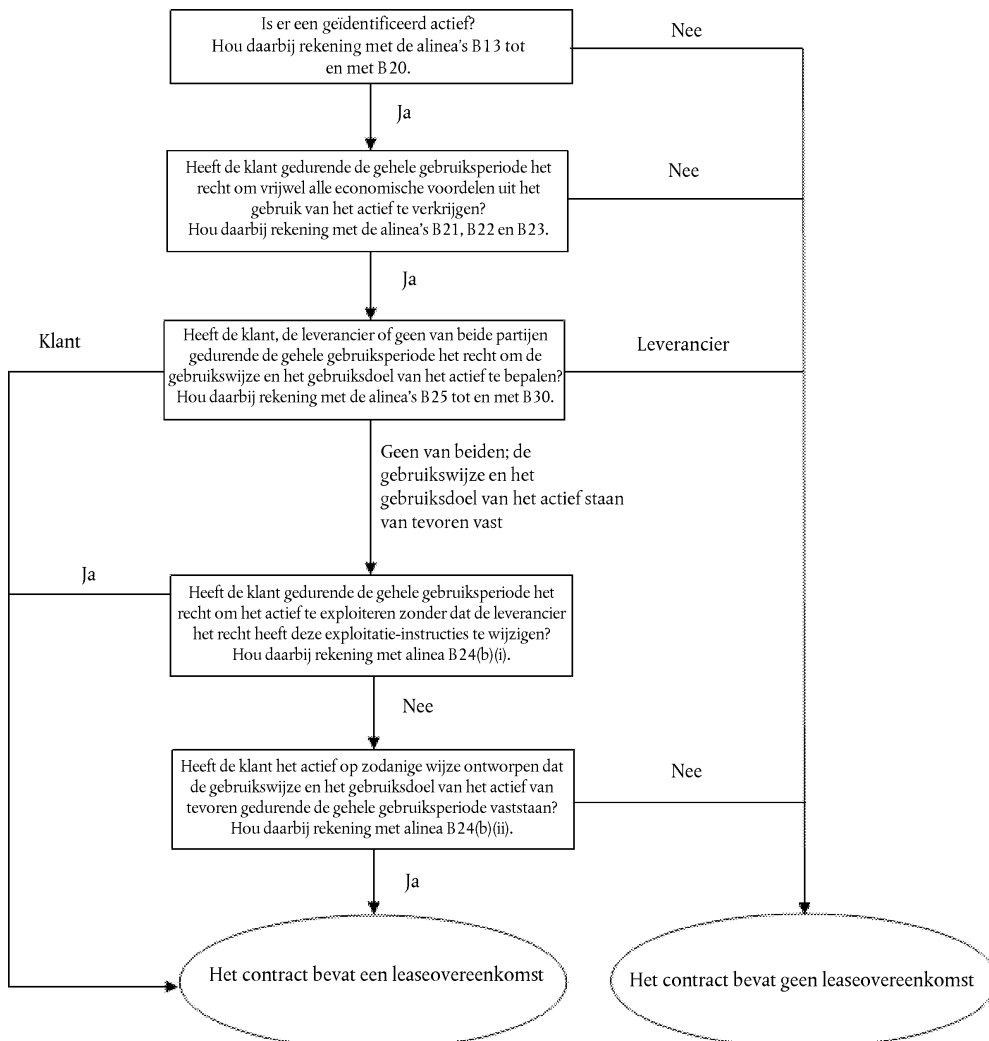 Is er een geïdentificeerd actief?
Hou daarbij rekening met de alinea's B13 tot
en met B20.
Nee
Ja
Heeft de klant gedurende de gehele gebruiksperiode het
recht om vrijwel alle economische voordelen uit het
gebruik van het actief te verkrijgen?
Hou daarbij rekening met de alinea's B21, B22 en B23.
Nee
Ja
Klant
Heeft de klant, de leverancier of geen van beide partijen
gedurende de gehele gebruiksperiode het recht om de
gebruikswijze en het gebruiksdoel van het actief te bepalen?
Hou daarbij rekening met de alinea's B25 tot en met B30.
Leverancier
Geen van beiden; de
gebruikswijze en het
gebruiksdoel van het actief staan
van tevoren vast
Ja
Heeft de klant gedurende de gehele gebruiksperiode het
recht om het actief te exploiteren zonder dat de leverancier
het recht heeft deze exploitatie-instructies te wijzigen?
Hou daarbij rekening met alinea B24(b)(i).
Nee
Heeft de klant het actief op zodanige wijze ontworpen dat
de gebruikswijze en het gebruiksdoel van het actief van
tevoren gedurende de gehele gebruiksperiode vaststaan?
Hou daarbij rekening met alinea B24(b)(ii).
Nee
Ja
Het contract bevat een leaseovereenkomst
Het contract bevat geen leaseovereenkomst